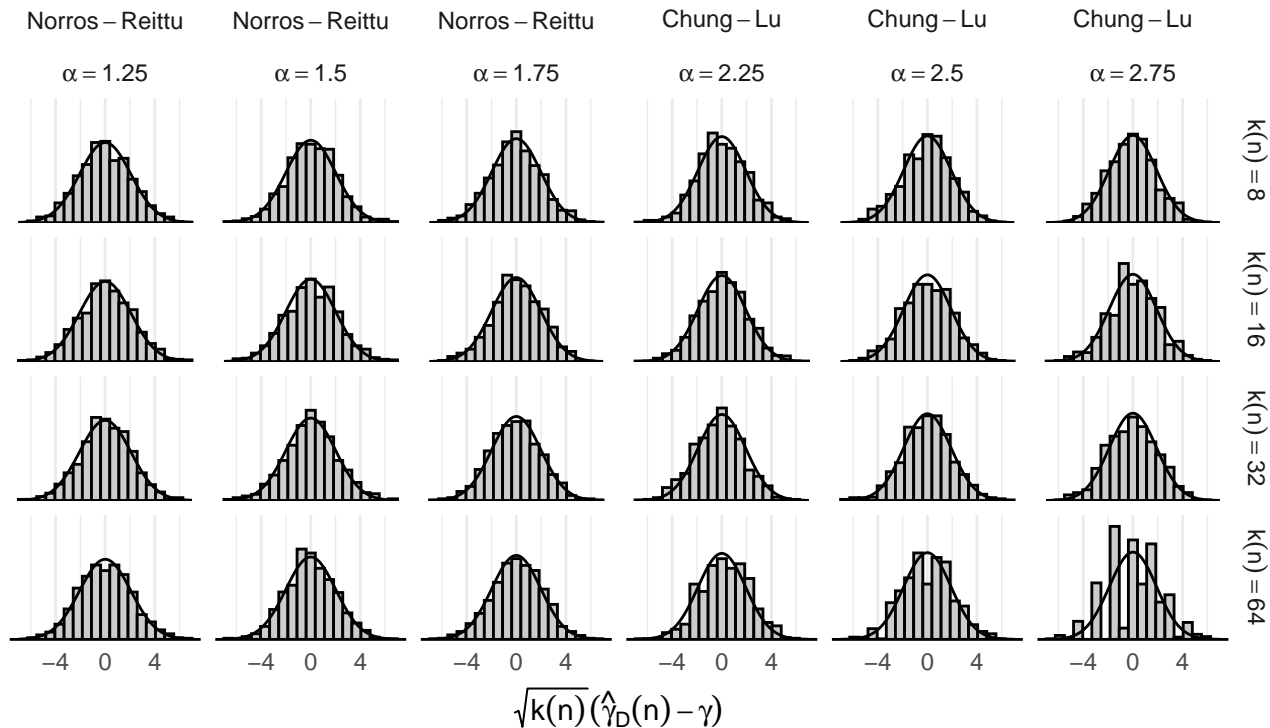 Norros – Reittu Norros – Reittu Norros – Reittu Chung – Lu Chung – Lu Chung – Lu
α = 1.25 α = 1.5 α = 1.75 α = 2.25 α = 2.5 α = 2.75
k(n) = 8
k(n) = 16
k(n) = 32
k(n) = 64
−4 0 4 −4 0 4 −4 0 4 −4 0 4 −4 0 4 −4 0 4
√k(n) (γ̂_D(n) − γ)